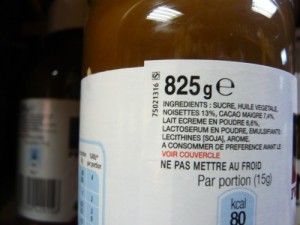 825g e
75021316
INGREDIENTS : SUCRE, HUILE VEGETALE,
NOISETTES 13%, CACAO MAIGRE 7,4%,
LAIT ECREME EN POUDRE 6,6%,
LACTOSERUM EN POUDRE, EMULSIFIANTS :
LECITHINES [SOJA], AROME.
A CONSOMMER DE PREFERENCE AVANT LE :
VOIR COUVERCLE
NE PAS METTRE AU FROID
Par portion (15g)
kcal
80